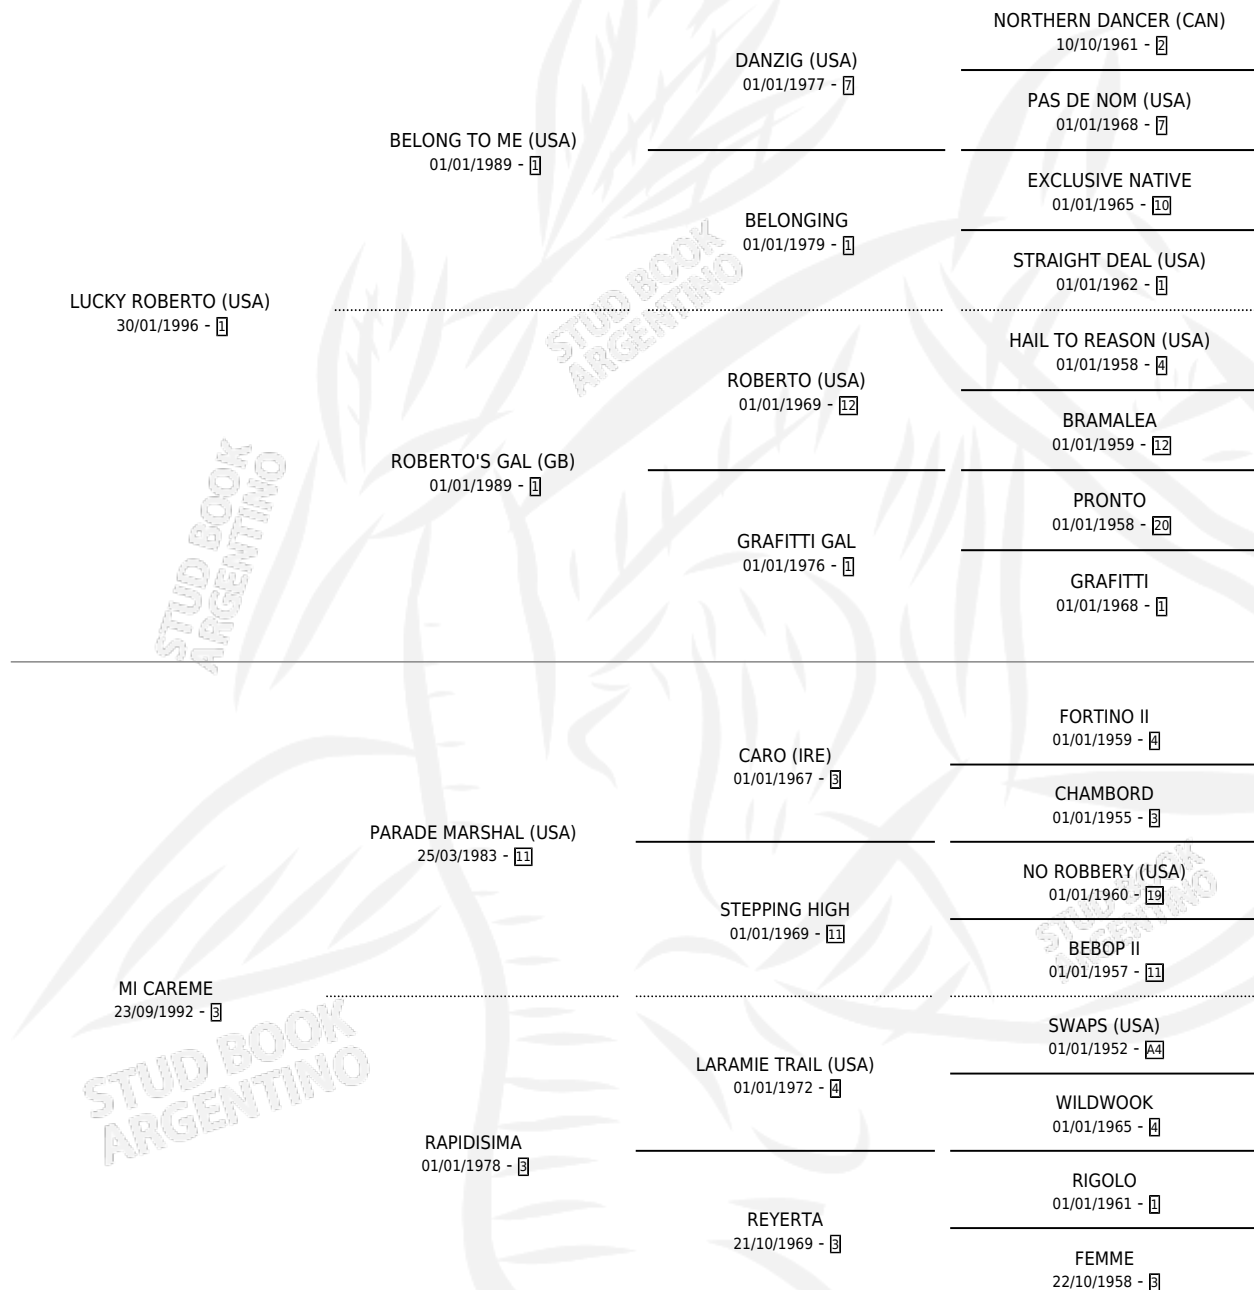 NORTHERN DANCER (CAN)
10/10/1961 - 2
DANZIG (USA)
01/01/1977 - 7
PAS DE NOM (USA)
01/01/1968 - 7
BELONG TO ME (USA)
01/01/1989 - 1
EXCLUSIVE NATIVE
01/01/1965 - 10
BELONGING
01/01/1979 - 1
STRAIGHT DEAL (USA)
01/01/1962 - 1
LUCKY ROBERTO (USA)
30/01/1996 - 1
STUD BOOK
ARGENTINO
HAIL TO REASON (USA)
01/01/1958 - 4
ROBERTO (USA)
01/01/1969 - 12
BRAMALEA
01/01/1959 - 12
ROBERTO'S GAL (GB)
01/01/1989 - 1
PRONTO
01/01/1958 - 20
GRAFITTI GAL
01/01/1976 - 1
GRAFITTI
01/01/1968 - 1
STUD BOOK
ARGENTINO
FORTINO II
01/01/1959 - 4
CARO (IRE)
01/01/1967 - 3
CHAMBORD
01/01/1955 - 3
PARADE MARSHAL (USA)
25/03/1983 - 11
NO ROBBERY (USA)
01/01/1960 - 19
STEPPING HIGH
01/01/1969 - 11
STUD BOOK
ARGENTINO
BEBOP II
01/01/1957 - 11
MI CAREME
23/09/1992 - 3
SWAPS (USA)
01/01/1952 - A4
STUD BOOK
ARGENTINO
LARAMIE TRAIL (USA)
01/01/1972 - 4
WILDWOOK
01/01/1965 - 4
RAPIDISIMA
01/01/1978 - 3
RIGOLO
01/01/1961 - 1
REYERTA
21/10/1969 - 3
FEMME
22/10/1958 - 3